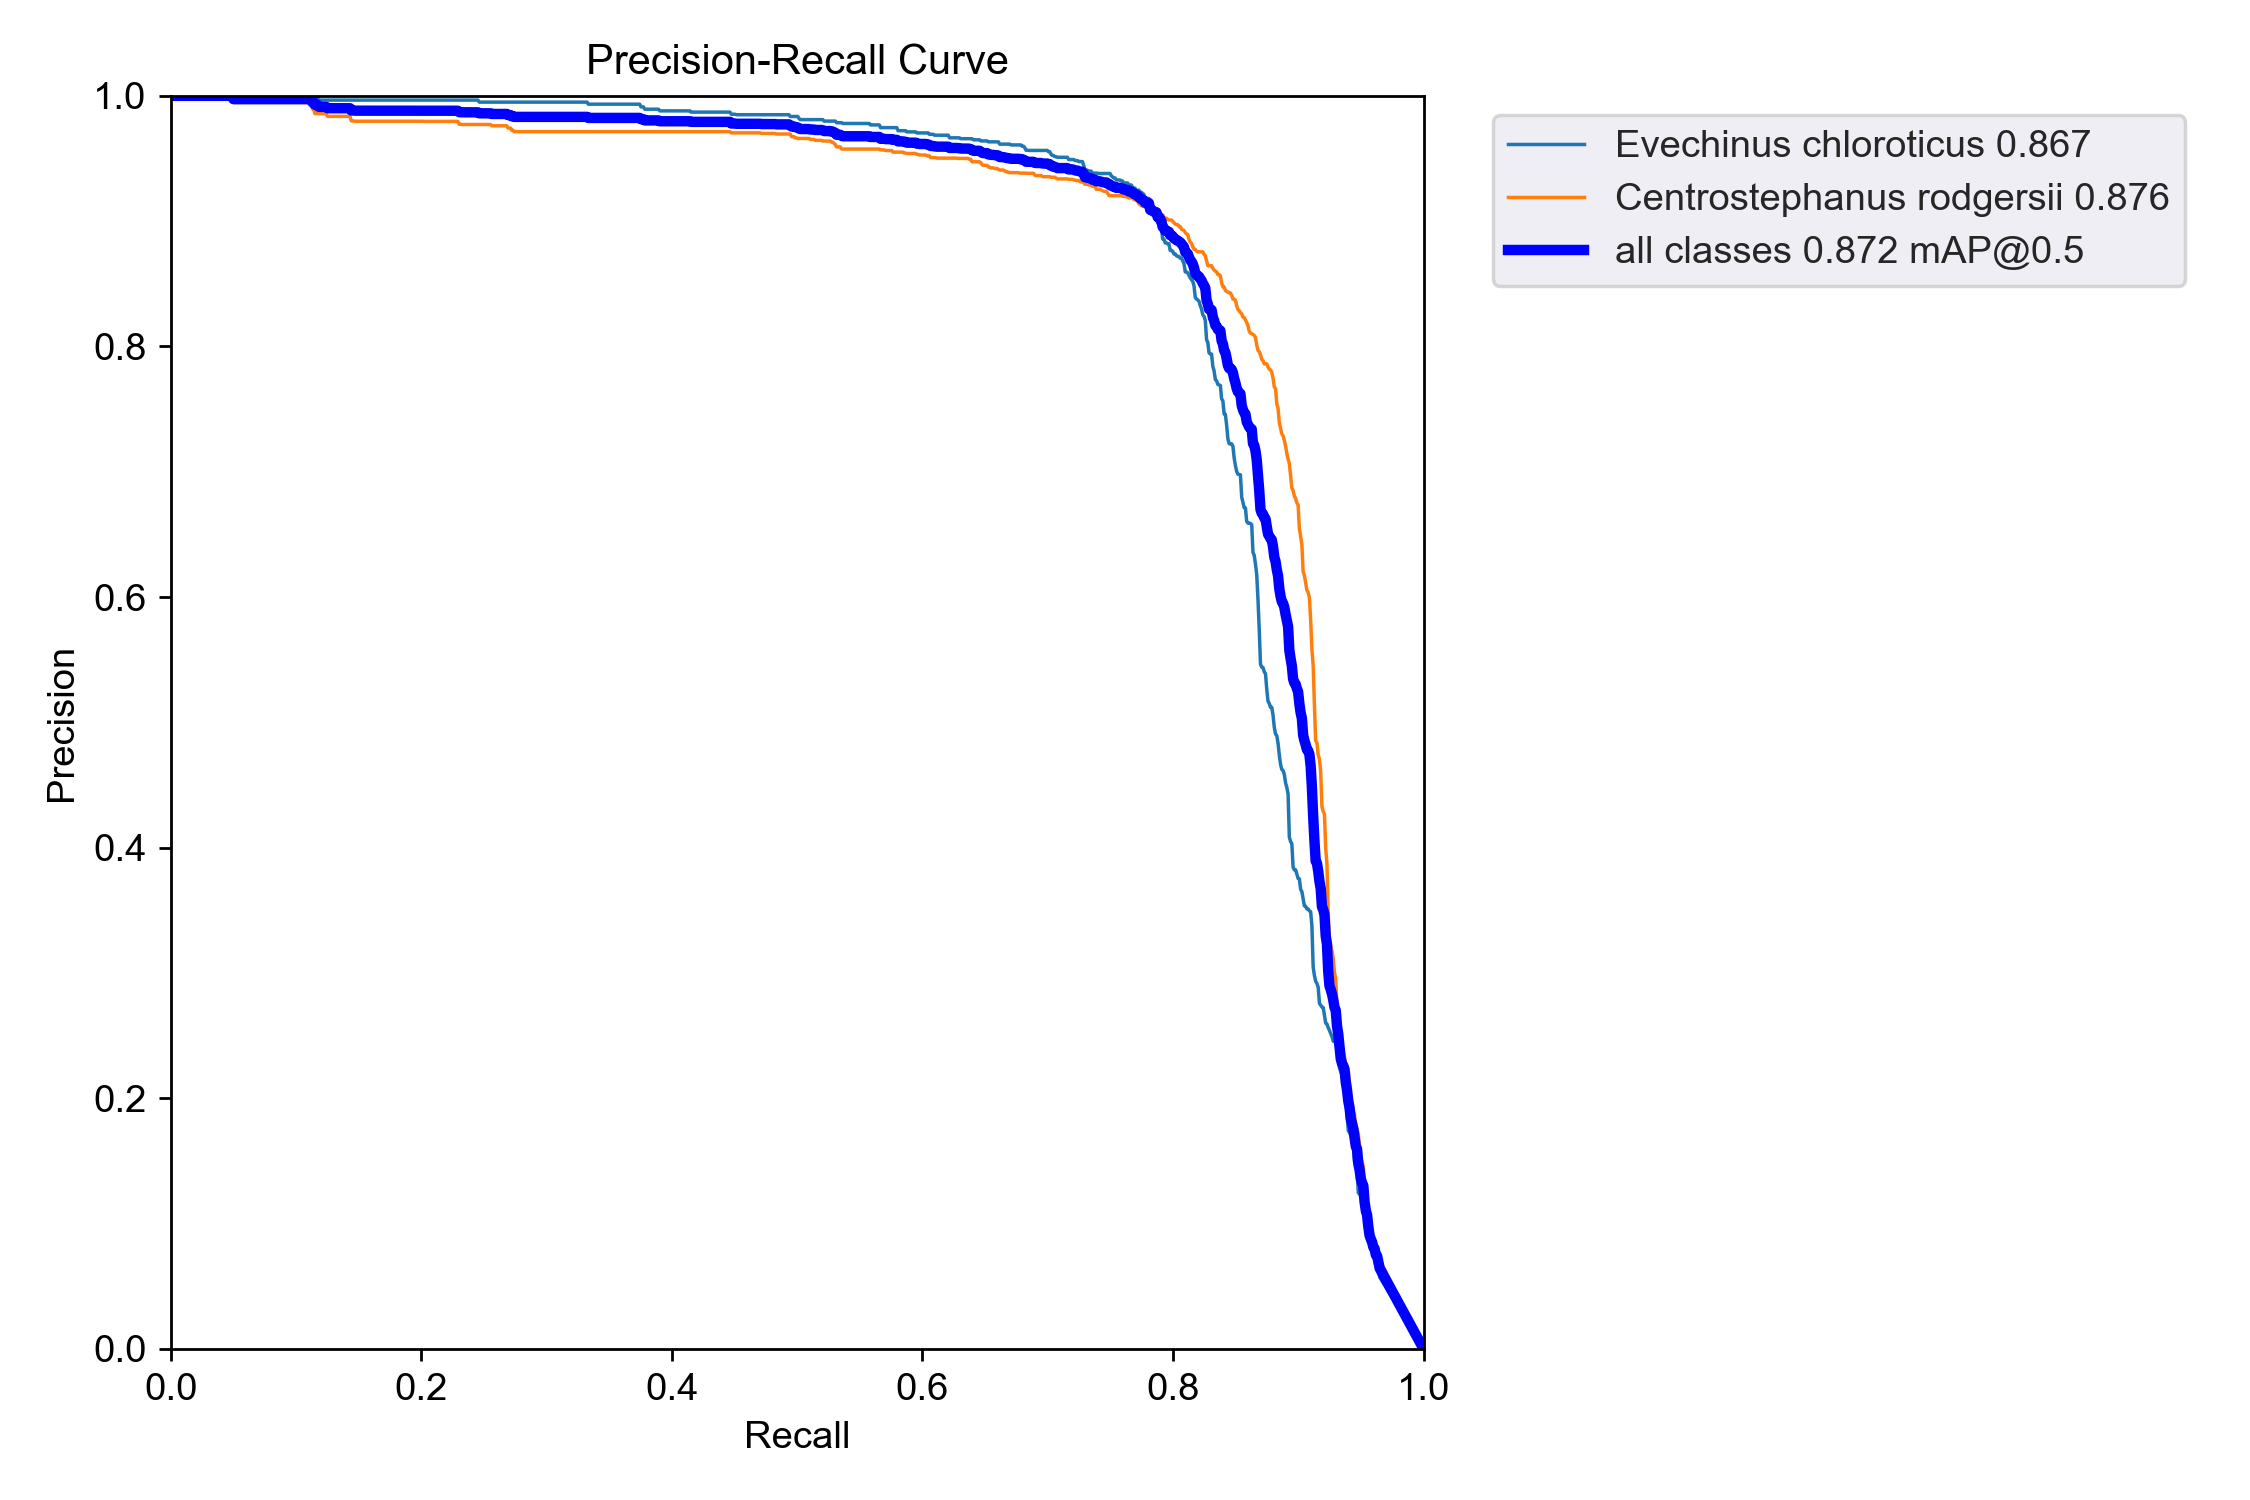 Precision-Recall Curve
1.0
0.8
0.6
0.4
0.2
0.0
Precision
0.0 0.2 0.4 0.6 0.8 1.0
Recall
Evechinus chloroticus 0.867
Centrostephanus rodgersii 0.876
all classes 0.872 mAP@0.5